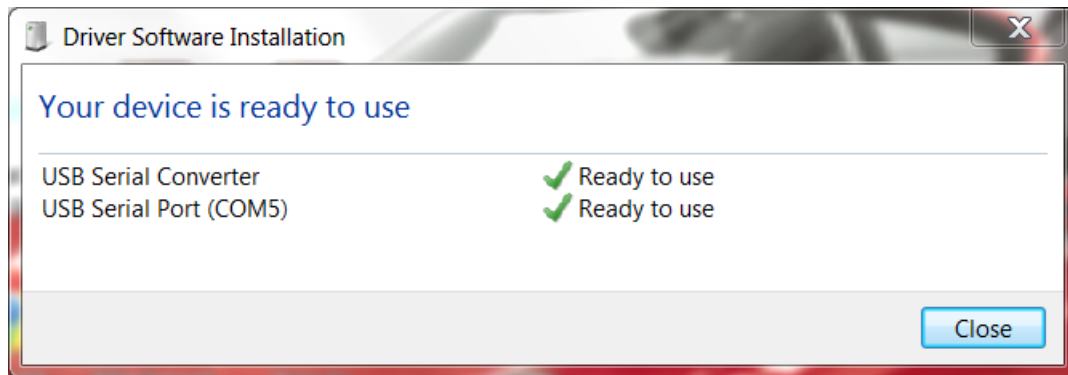 Driver Software Installation
X
Your device is ready to use
USB Serial Converter Ready to use
USB Serial Port (COM5) Ready to use
Close